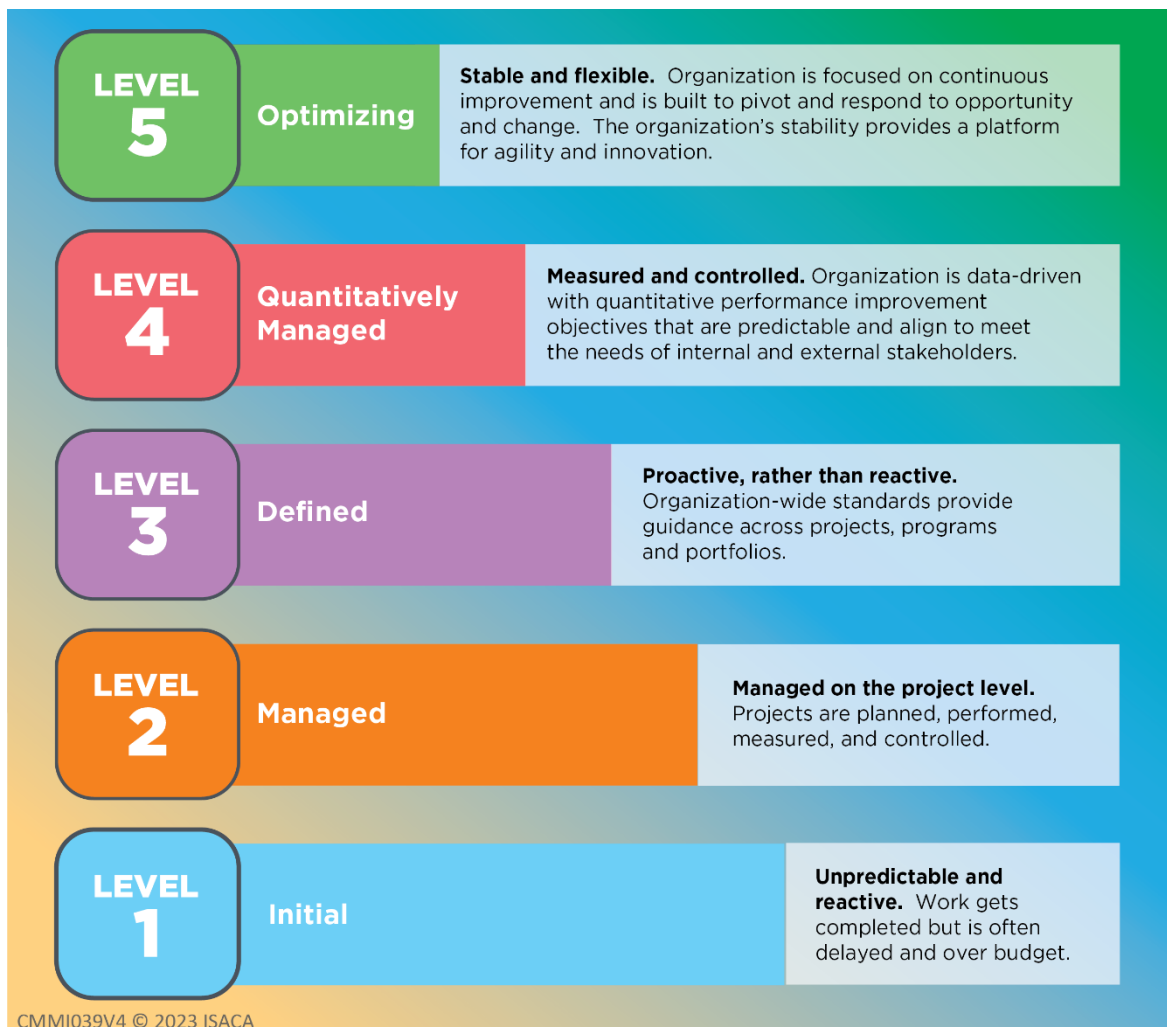 LEVEL
5
Optimizing
Stable and flexible. Organization is focused on continuous
improvement and is built to pivot and respond to opportunity
and change. The organization's stability provides a platform
for agility and innovation.
LEVEL
4
Quantitatively
Managed
Measured and controlled. Organization is data-driven
with quantitative performance improvement
objectives that are predictable and align to meet
the needs of internal and external stakeholders.
LEVEL
3
Defined
Proactive, rather than reactive.
Organization-wide standards provide
guidance across projects, programs
and portfolios.
LEVEL
2
Managed
Managed on the project level.
Projects are planned, performed,
measured, and controlled.
LEVEL
1
Initial
Unpredictable and
reactive. Work gets
completed but is often
delayed and over budget.
CMMI039V4 © 2023 ISACA